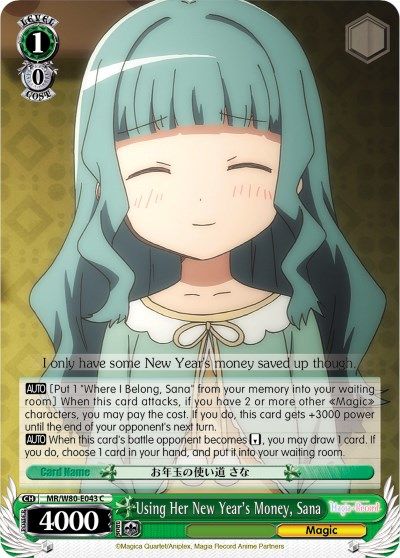 LEVEL
1
0
COST
I only have some New Year's money saved up though.
AUTO [Put 1 "Where I Belong, Sana" from your memory into your waiting
room] When this card attacks, if you have 2 or more other ≪Magic≫
characters, you may pay the cost. If you do, this card gets +3000 power
until the end of your opponent's next turn.
AUTO When this card's battle opponent becomes , you may draw 1 card. If
you do, choose 1 card in your hand, and put it into your waiting room.
Card Name お年玉の使い道 さな
CH MR/W80-E043 C
Using Her New Year's Money, Sana
Magia Record
4000
Magic
©Magica Quartet/Aniplex, Magia Record Anime Partners